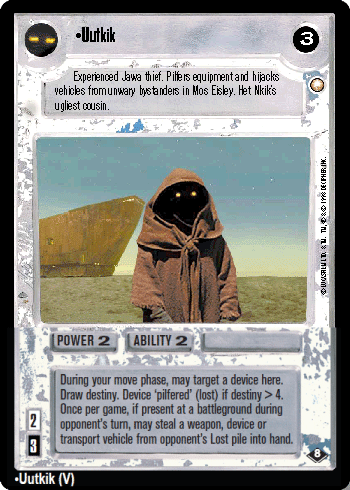 •Uutkik
3
Experienced Jawa thief. Pilfers equipment and hijacks
vehicles from unwary bystanders in Mos Eisley. Het Nkik's
ugliest cousin.
POWER 2 ABILITY 2
During your move phase, may target a device here.
Draw destiny. Device 'pilfered' (lost) if destiny > 4.
Once per game, if present at a battleground during
opponent's turn, may steal a weapon, device or
transport vehicle from opponent's Lost pile into hand.
2
3
8
•Uutkik (V)